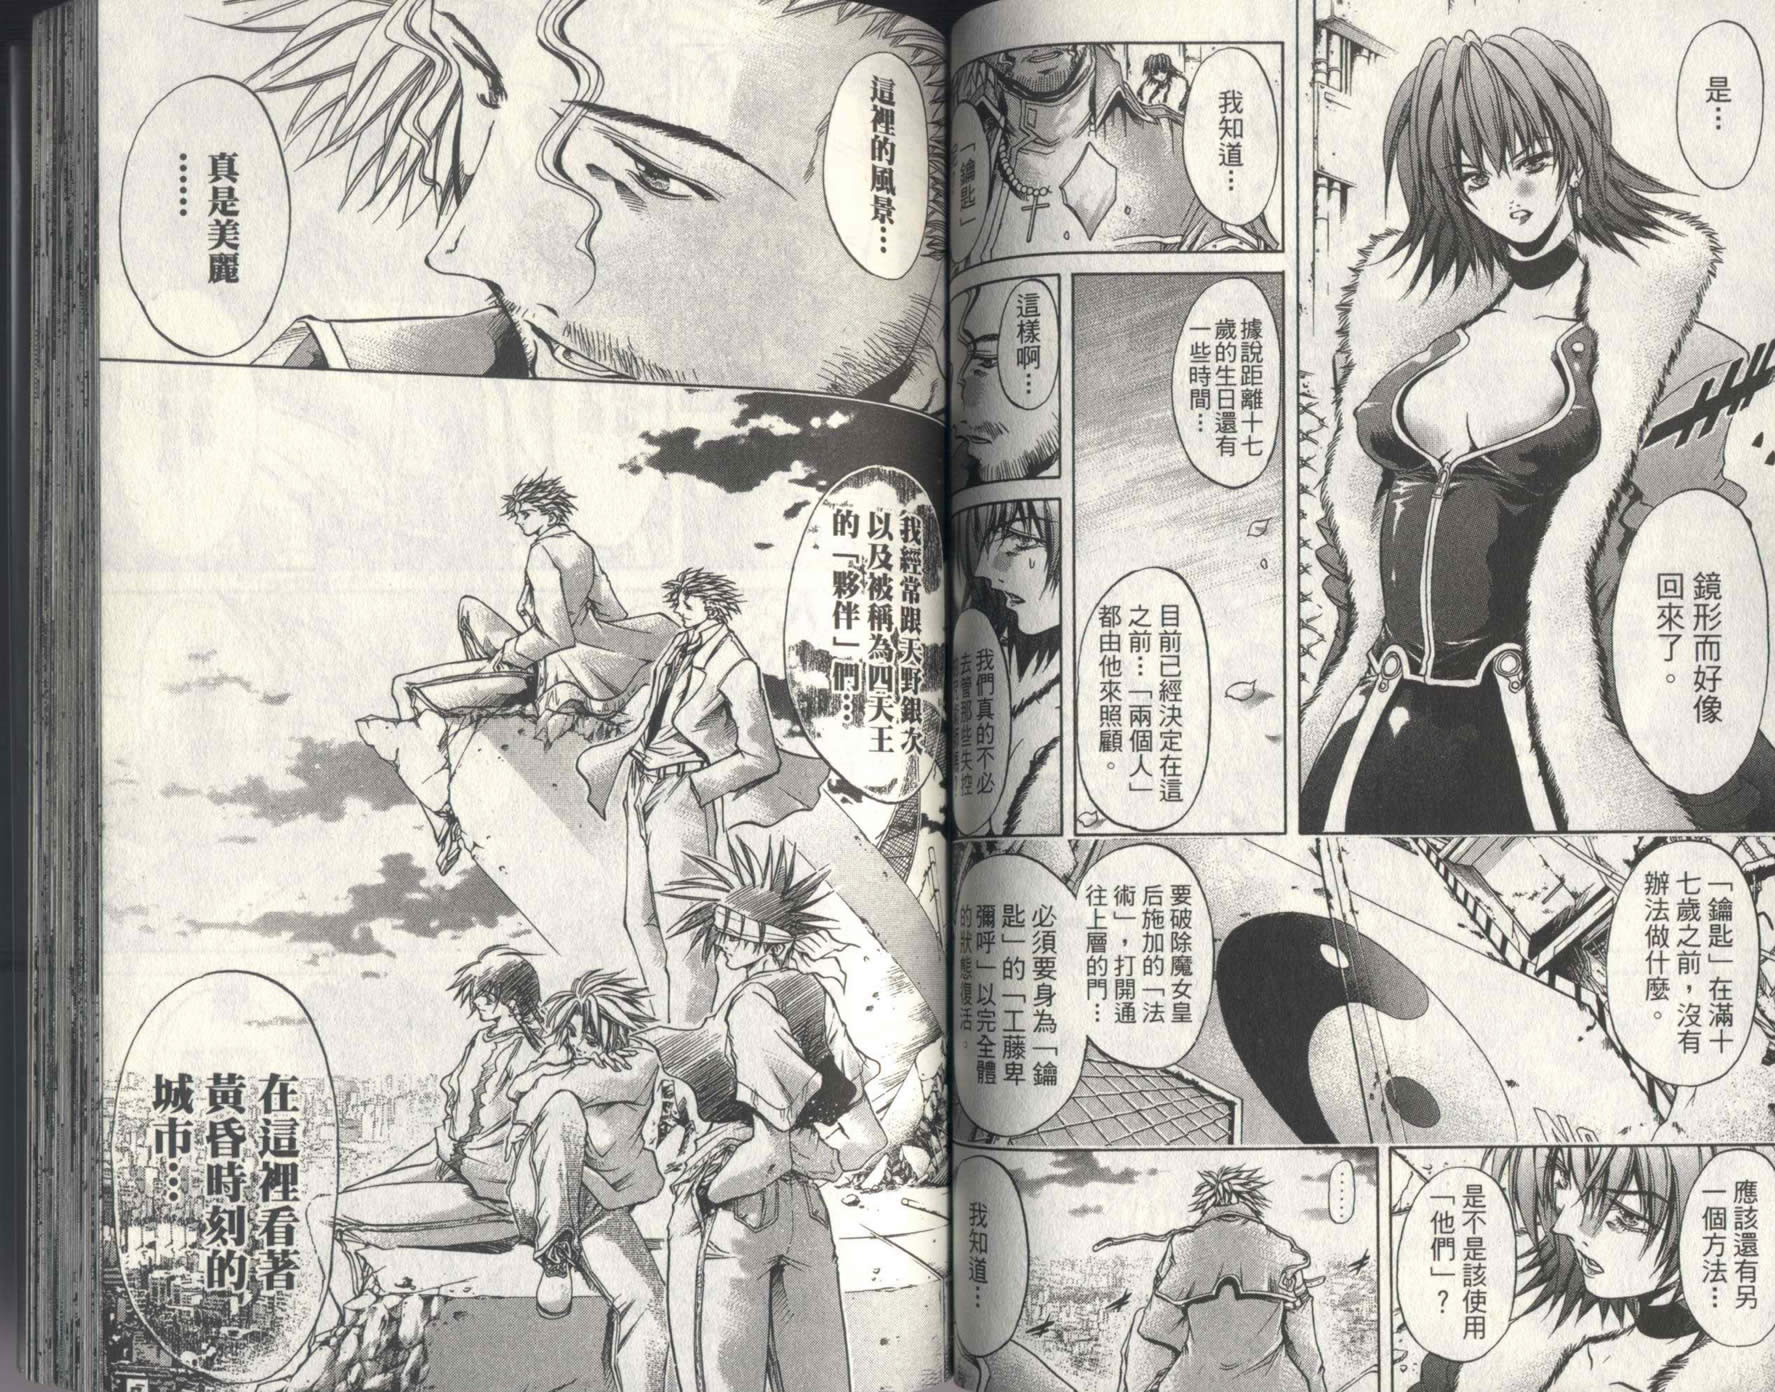 是…
鏡形而好像
回來了。
我知道…
「鑰匙」
據說距離十七
歲的生日還有
一些時間…
這樣啊…
目前已經決定在這
之前…「兩個人」
都由他來照顧。
我們真的不必
去管那些失控
「鑰匙」在滿十
七歲之前，沒有
辦法做什麼。
要破除魔女皇
后施加的「法
術」，打開通
往上層的門…
必須要身為「鑰
匙」的「工藤卑
彌呼」以完全體
的狀態復活。
應該還有另
一個方法…
是不是該使用
「他們」？
……
我知道…
這裡的風景…
真是美麗
……
我經常跟天野銀次
以及被稱為四天王
的「夥伴」們…
在這裡看著
黃昏時刻的
城市…